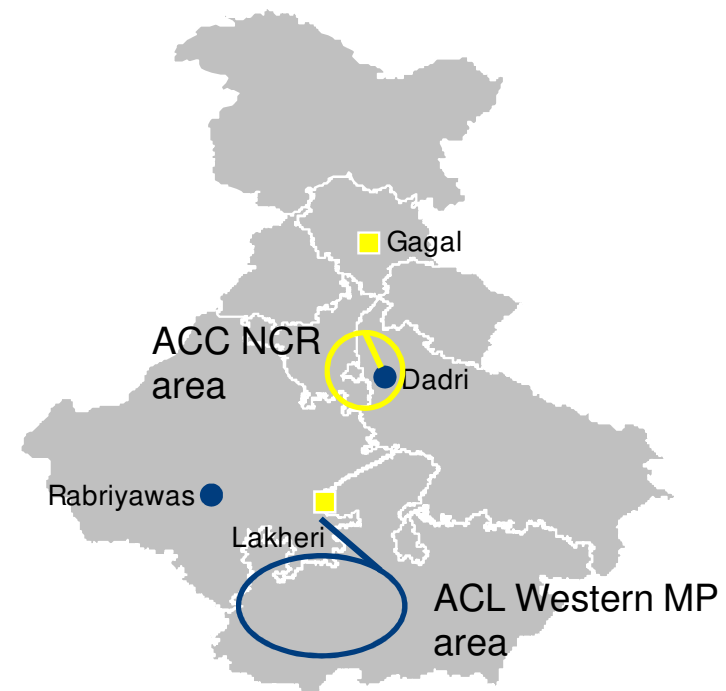 Gagal
ACC NCR
area
Dadri
Rabriyawas
Lakheri
ACL Western MP
area